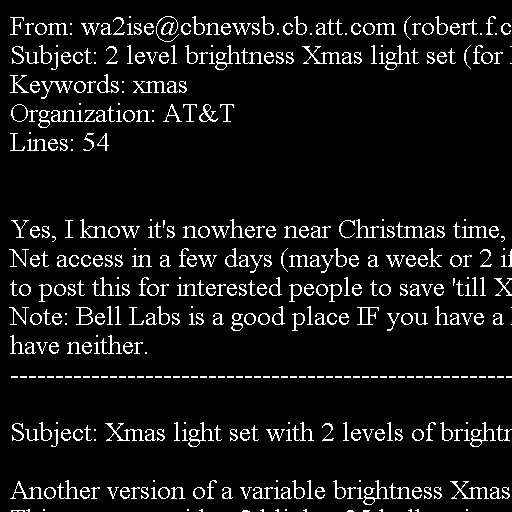 From: wa2ise@cbnewsb.cb.att.com (robert.f.c
Subject: 2 level brightness Xmas light set (for
Keywords: xmas
Organization: AT&T
Lines: 54
Yes, I know it's nowhere near Christmas time,
Net access in a few days (maybe a week or 2 if
to post this for interested people to save 'till X
Note: Bell Labs is a good place IF you have a
have neither.
---------------------------------------------------------
Subject: Xmas light set with 2 levels of brightn
Another version of a variable brightness Xmas